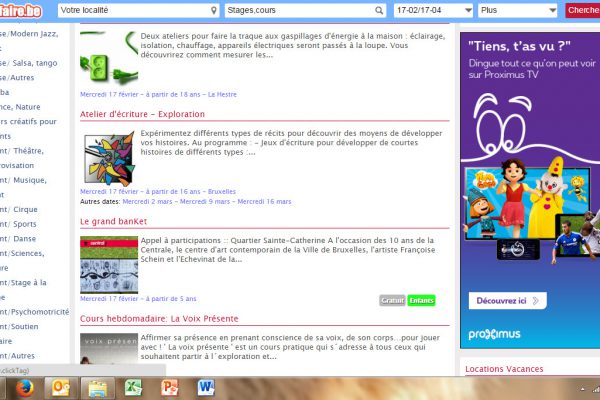 faire.be
Votre localité
Stages,cours
17-02/17-04
Plus
Cherche
se/Modern Jazz,
se/ Salsa, tango
se/Autres
ba
nce, Nature
rs créatifs pour
nts
nt/ Théâtre,
rovisation
nt/ Musique,
nt
nt/ Cirque
nt/ Sports
nt/ Danse
nt/Sciences,
ure
nt/Stage à la
e
nt/Psychomotricité
nt/Soutien
laire
nt/Autres
Deux ateliers pour faire la traque aux gaspillages d'énergie à la maison : éclairage,
isolation, chauffage, appareils électriques seront passés à la loupe. Vous
découvrirez comment mesurer les...
Mercredi 17 février - à partir de 18 ans - La Hestre
Atelier d'écriture - Exploration
Expérimentez différents types de récits pour découvrir des moyens de développer
vos histoires. Au programme : - Jeux d'écriture pour développer de courtes
histoires de différents types :...
Mercredi 17 février - à partir de 16 ans - Bruxelles
Autres dates: Mercredi 2 mars - Mercredi 9 mars - Mercredi 16 mars
Le grand banKet
central
Appel à participations :: Quartier Sainte-Catherine A l'occasion des 10 ans de la
Centrale, le centre d'art contemporain de la Ville de Bruxelles, l'artiste Françoise
Schein et l'Echevinat de la...
Mercredi 17 février - à partir de 5 ans
Gratuit
Enfants
Cours hebdomadaire: La Voix Présente
voix présente
Affirmer sa présence en prenant conscience de sa voix, de son corps...pour jouer
avec !' La voix présente´est un cours pratique qui s´adresse à tous ceux qui
souhaitent partir à l´exploration et...
.clickTag)
"Tiens, t'as vu ?"
Dingue tout ce qu'on peut voir
sur Proximus TV
Découvrez ici
proximus
Locations Vacances